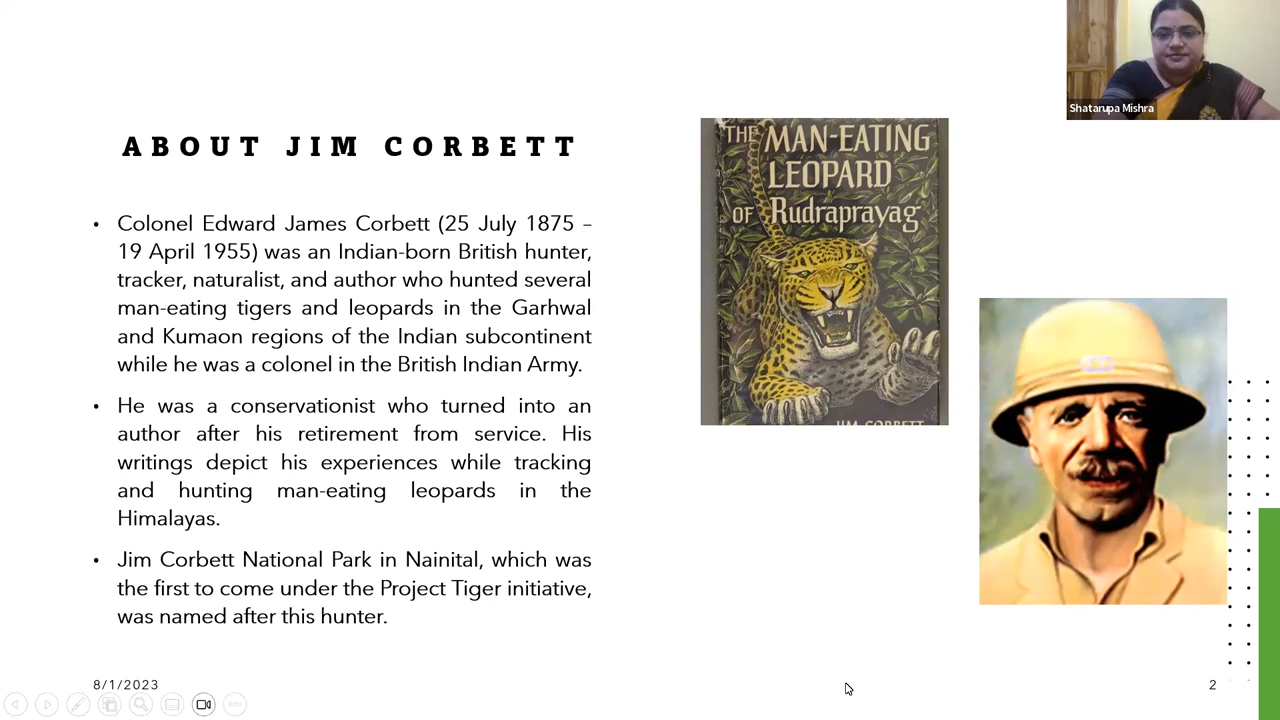 Shatarupa Mishra
ABOUT JIM CORBETT
• Colonel Edward James Corbett (25 July 1875 –
19 April 1955) was an Indian-born British hunter,
tracker, naturalist, and author who hunted several
man-eating tigers and leopards in the Garhwal
and Kumaon regions of the Indian subcontinent
while he was a colonel in the British Indian Army.
• He was a conservationist who turned into an
author after his retirement from service. His
writings depict his experiences while tracking
and hunting man-eating leopards in the
Himalayas.
• Jim Corbett National Park in Nainital, which was
the first to come under the Project Tiger initiative,
was named after this hunter.
THE MAN-EATING
LEOPARD
OF Rudraprayag
JIM CORBETT
8/1/2023
2